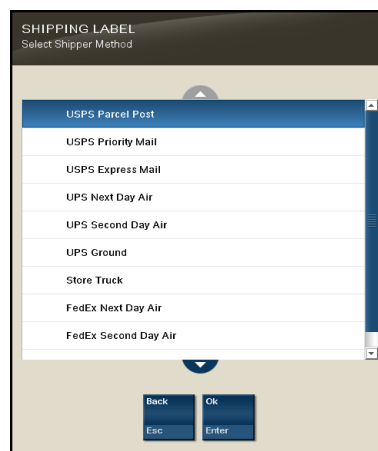 SHIPPING LABEL
Select Shipper Method
USPS Parcel Post
USPS Priority Mail
USPS Express Mail
UPS Next Day Air
UPS Second Day Air
UPS Ground
Store Truck
FedEx Next Day Air
FedEx Second Day Air
Back Ok
Esc Enter